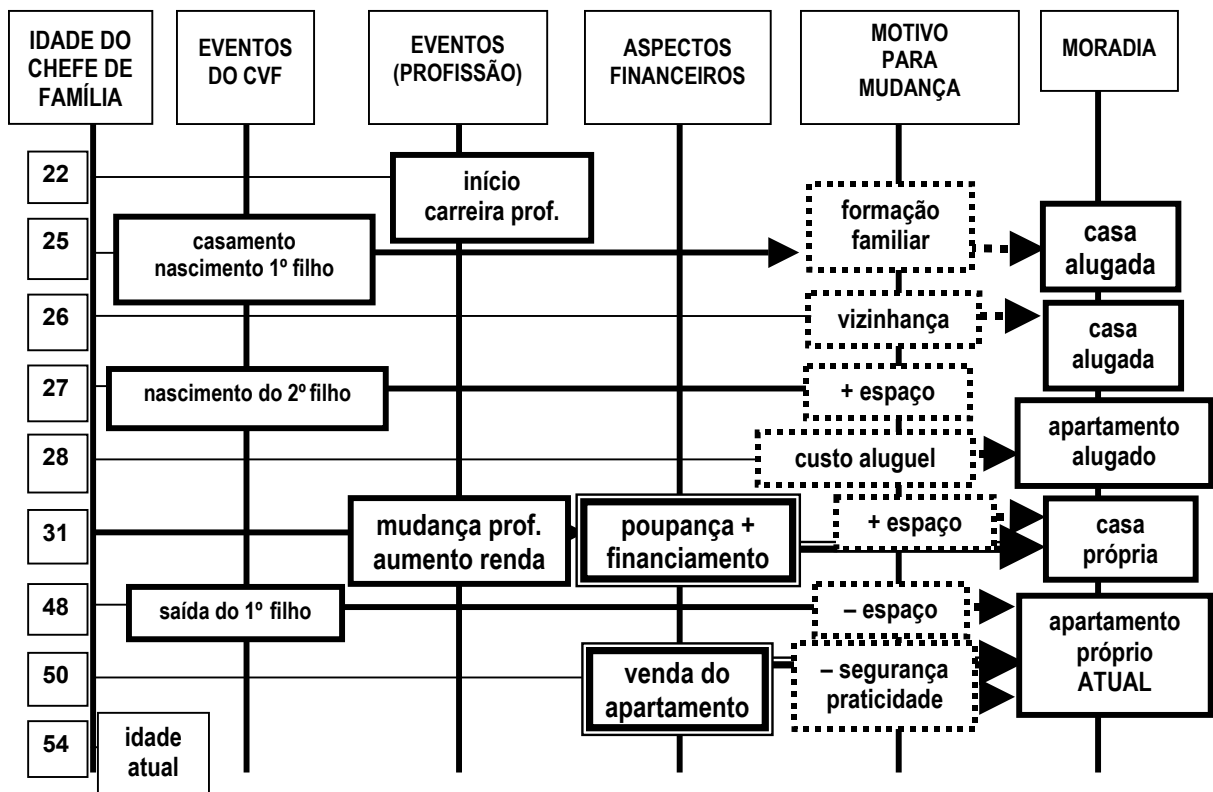 IDADE DO
CHEFE DE
FAMÍLIA
EVENTOS
DO CVF
EVENTOS
(PROFISSÃO)
ASPECTOS
FINANCEIROS
MOTIVO
PARA
MUDANÇA
MORADIA
22
início
carreira prof.
25
casamento
nascimento 1º filho
formação
familiar
casa
alugada
26
vizinhança
casa
alugada
27
nascimento do 2º filho
+ espaço
28
custo aluguel
apartamento
alugado
31
mudança prof.
aumento renda
poupança +
financiamento
+ espaço
casa
própria
48
saída do 1º filho
– espaço
apartamento
próprio
ATUAL
50
venda do
apartamento
– segurança
praticidade
54
idade
atual